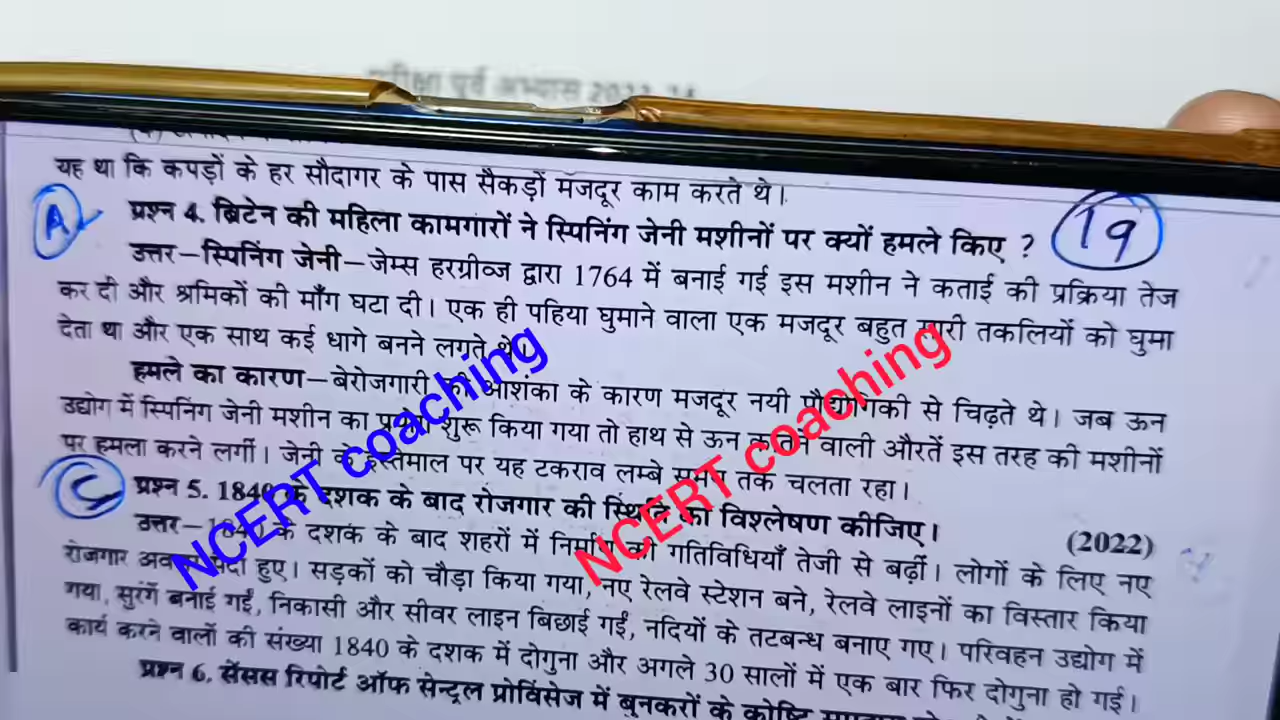 परीक्षा पूर्व अभ्यास
यह था कि कपड़ों के हर सौदागर के पास सैकड़ों मजदूर काम करते थे।
A प्रश्न 4. ब्रिटेन की महिला कामगारों ने स्पिनिंग जेनी मशीनों पर क्यों हमले किए ? 19
उत्तर–स्पिनिंग जेनी–जेम्स हरग्रीव्ज द्वारा 1764 में बनाई गई इस मशीन ने कताई की प्रक्रिया तेज
कर दी और श्रमिकों की माँग घटा दी। एक ही पहिया घुमाने वाला एक मजदूर बहुत सारी तकलियों को घुमा
देता था और एक साथ कई धागे बनने लगते थे।
हमले का कारण–बेरोजगारी की आशंका के कारण मजदूर नयी प्रौद्योगिकी से चिढ़ते थे। जब ऊन
उद्योग में स्पिनिंग जेनी मशीन का प्रयोग शुरू किया गया तो हाथ से ऊन कातने वाली औरतें इस तरह की मशीनों
पर हमला करने लगीं। जेनी के इस्तेमाल पर यह टकराव लम्बे समय तक चलता रहा।
प्रश्न 5. 1840 के दशक के बाद रोजगार की स्थिति का विश्लेषण कीजिए। (2022)
उत्तर–1840 के दशक के बाद शहरों में निर्माण की गतिविधियाँ तेजी से बढ़ीं। लोगों के लिए नए
रोजगार अवसर पैदा हुए। सड़कों को चौड़ा किया गया, नए रेलवे स्टेशन बने, रेलवे लाइनों का विस्तार किया
गया, सुरंगें बनाई गईं, निकासी और सीवर लाइन बिछाई गईं, नदियों के तटबन्ध बनाए गए। परिवहन उद्योग में
कार्य करने वालों की संख्या 1840 के दशक में दोगुना और अगले 30 सालों में एक बार फिर दोगुना हो गई।
प्रश्न 6. सेंसस रिपोर्ट ऑफ सेन्ट्रल प्रोविंसेज में बुनकरों के कोष्टि
NCERT coaching
NCERT coaching